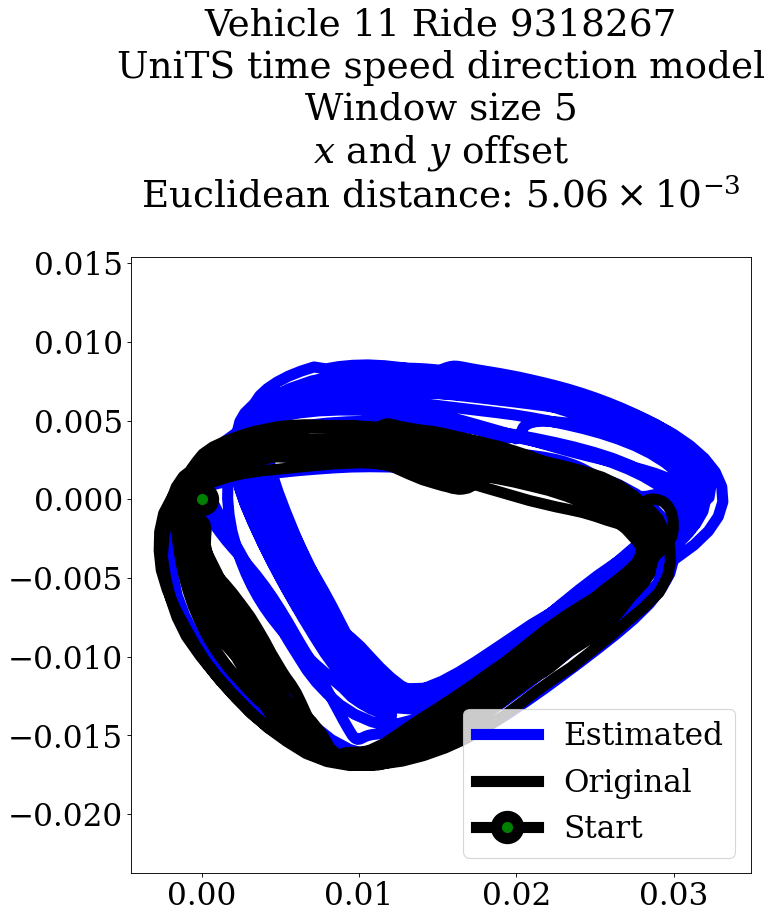 Vehicle 11 Ride 9318267
UniTS time speed direction model
Window size 5
x and y offset
Euclidean distance: 5.06 × 10⁻³
0.015
0.010
0.005
0.000
−0.005
−0.010
−0.015
−0.020
Estimated
Original
Start
0.00 0.01 0.02 0.03